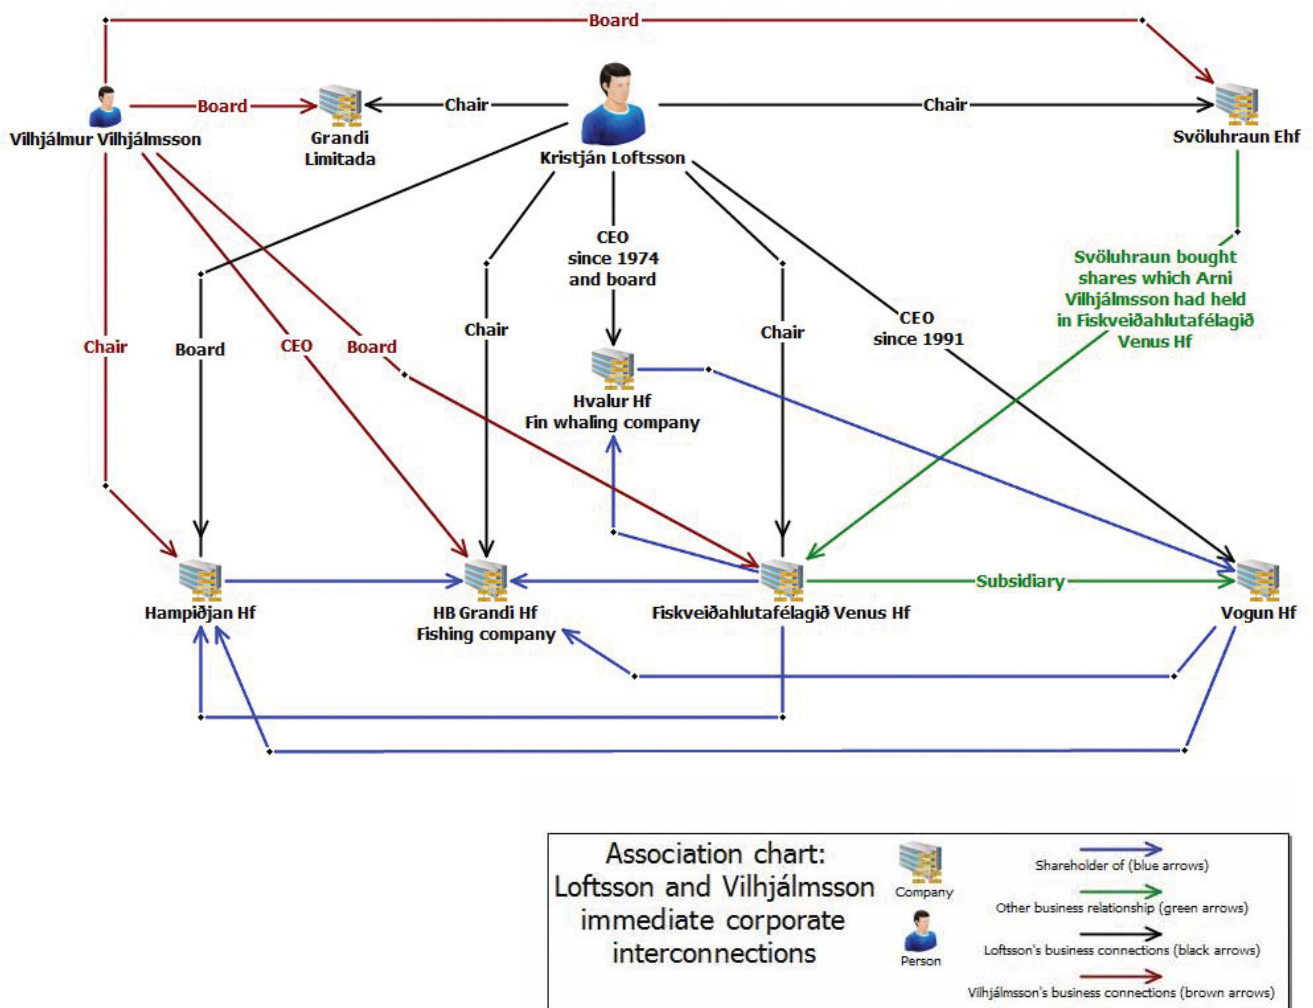 Board
Board
Chair
Chair
Vilhjálmur Vilhjálmsson
Grandi
Limitada
Kristján Loftsson
Svöluhraun Ehf
CEO
since 1974
and board
Svöluhraun bought
shares which Arni
Vilhjálmsson had held
in Fiskveiðahlutafélagið
Venus Hf
Chair
Board
CEO
Board
Chair
Chair
CEO
since 1991
Hvalur Hf
Fin whaling company
Subsidiary
Hampiðjan Hf
HB Grandi Hf
Fishing company
Fiskveiðahlutafélagið Venus Hf
Vogun Hf
Association chart:
Loftsson and Vilhjálmsson
immediate corporate
interconnections
Company
Person
Shareholder of (blue arrows)
Other business relationship (green arrows)
Loftsson's business connections (black arrows)
Vilhjálmsson's business connections (brown arrows)